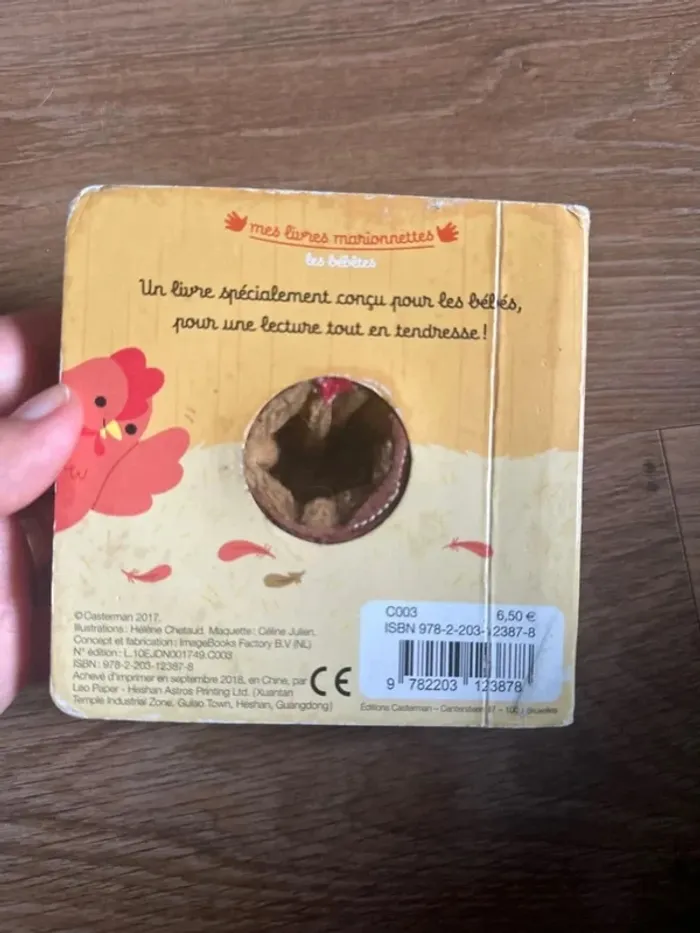 mes livres marionnettes
les bébêtes
Un livre spécialement conçu pour les bébés,
pour une lecture tout en tendresse !
© Casterman 2017.
Illustrations : Hélène Chetaud. Maquette : Céline Julien.
Concept et fabrication : ImageBooks Factory B.V (NL)
N° édition : L.10EJDN001749.C003
ISBN : 978-2-203-12387-8
Achevé d'imprimer en septembre 2018, en Chine, par
Lao Paper - Heshan Astros Printing Ltd. (Xuantan
Temple Industrial Zone, Gulao Town, Heshan, Guangdong)
CE
C003 6,50 €
ISBN 978-2-203-12387-8
9 782203 123878
Éditions Casterman – Cantersteen 47 – 1000 Bruxelles